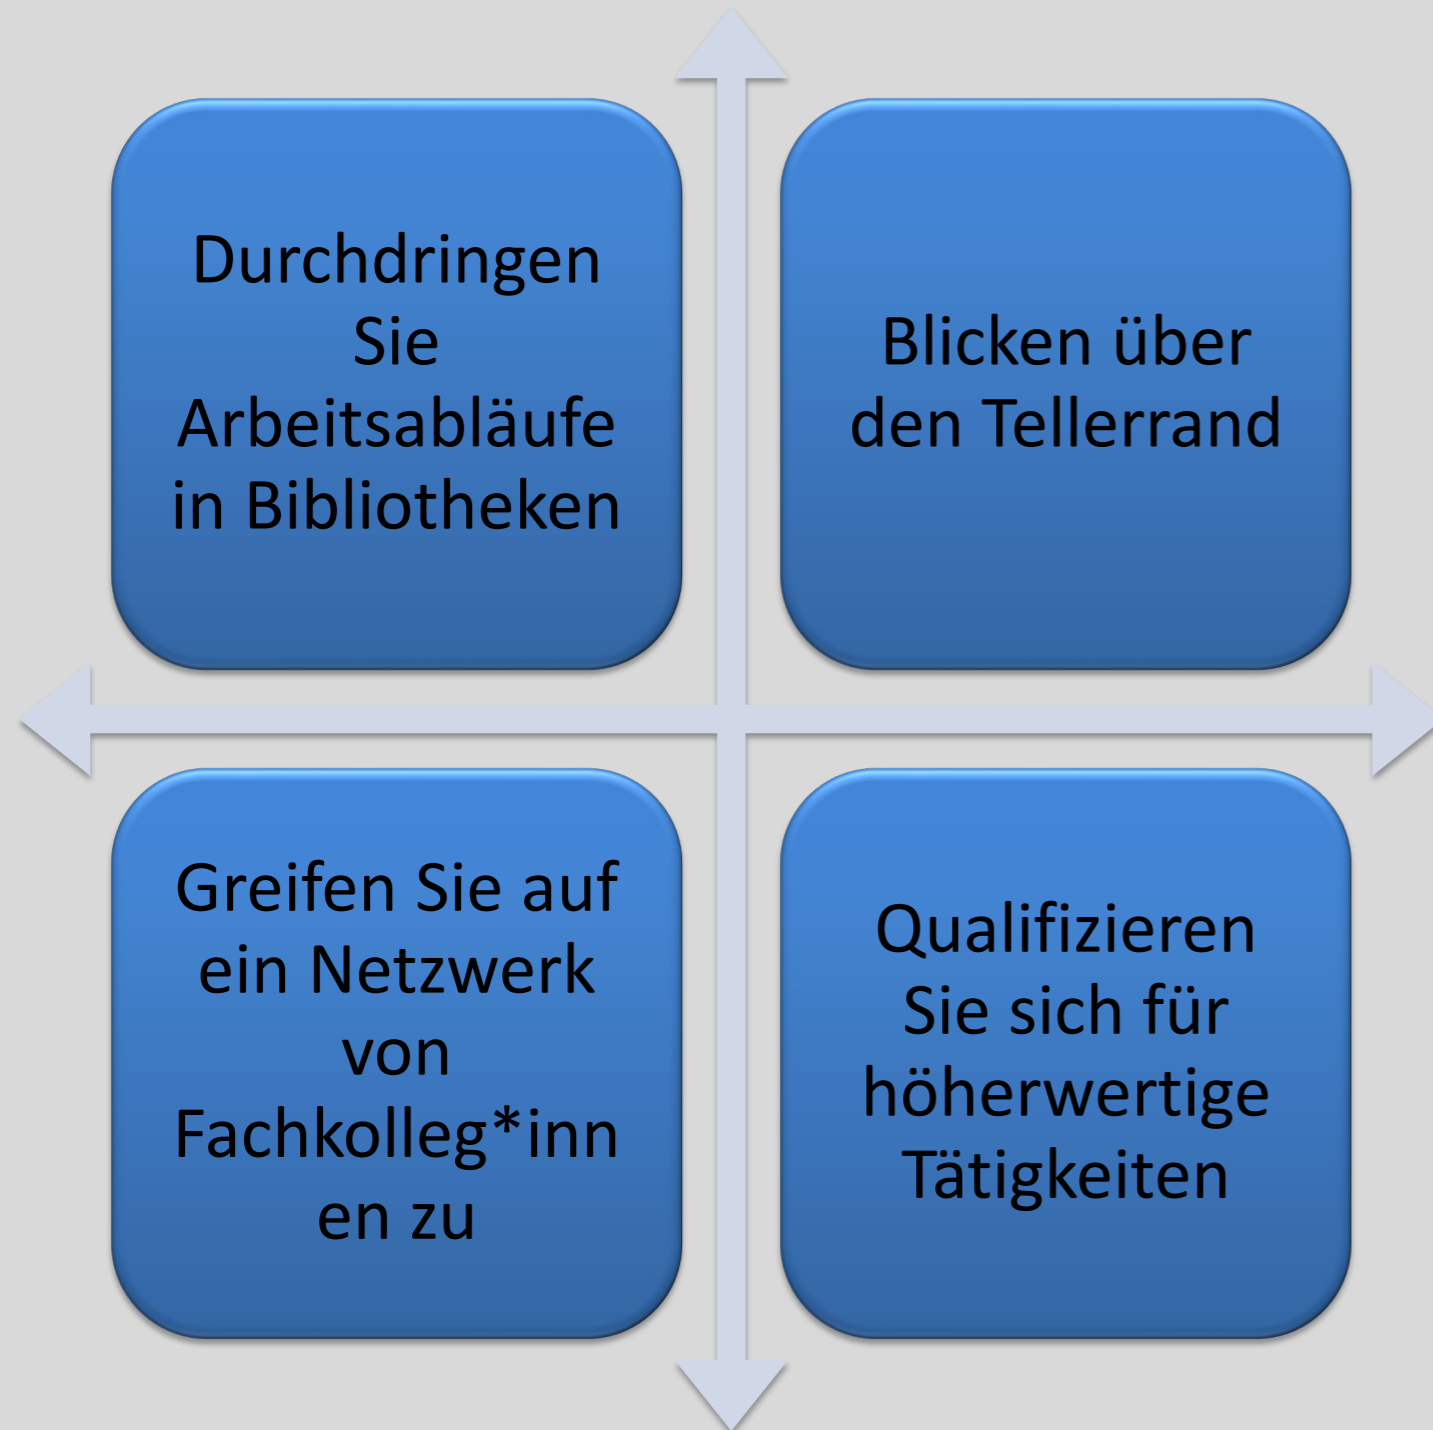 Durchdringen
Sie
Arbeitsabläufe
in Bibliotheken
Blicken über
den Tellerrand
Greifen Sie auf
ein Netzwerk
von
Fachkolleg*inn
en zu
Qualifizieren
Sie sich für
höherwertige
Tätigkeiten